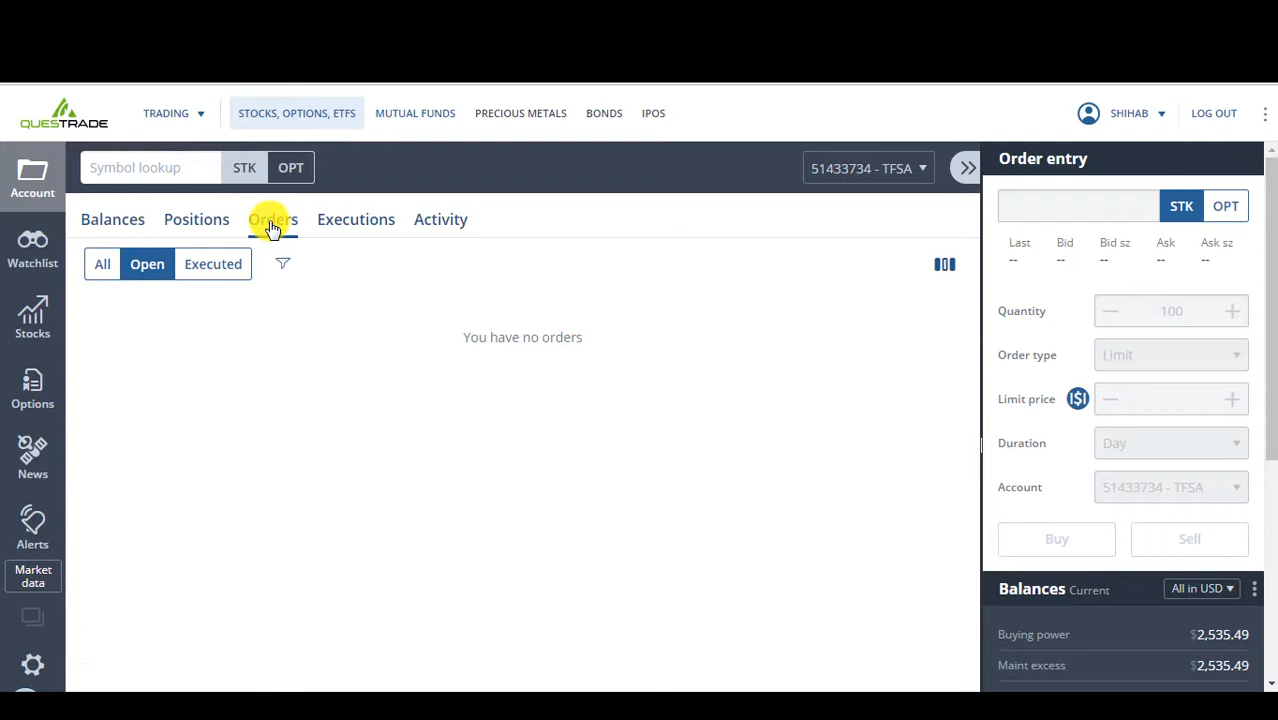 QUESTRADE
TRADING
STOCKS, OPTIONS, ETFS
MUTUAL FUNDS
PRECIOUS METALS
BONDS
IPOS
SHIHAB
LOG OUT
Account
Watchlist
Stocks
Options
News
Alerts
Market
data
Symbol lookup
STK
OPT
51433734 - TFSA
Balances
Positions
Orders
Executions
Activity
All
Open
Executed
You have no orders
Order entry
STK
OPT
Last Bid Bid sz Ask Ask sz
-- -- -- -- --
Quantity 100
Order type Limit
Limit price
Duration Day
Account 51433734 - TFSA
Buy Sell
Balances Current All in USD
Buying power $2,535.49
Maint excess $2,535.49